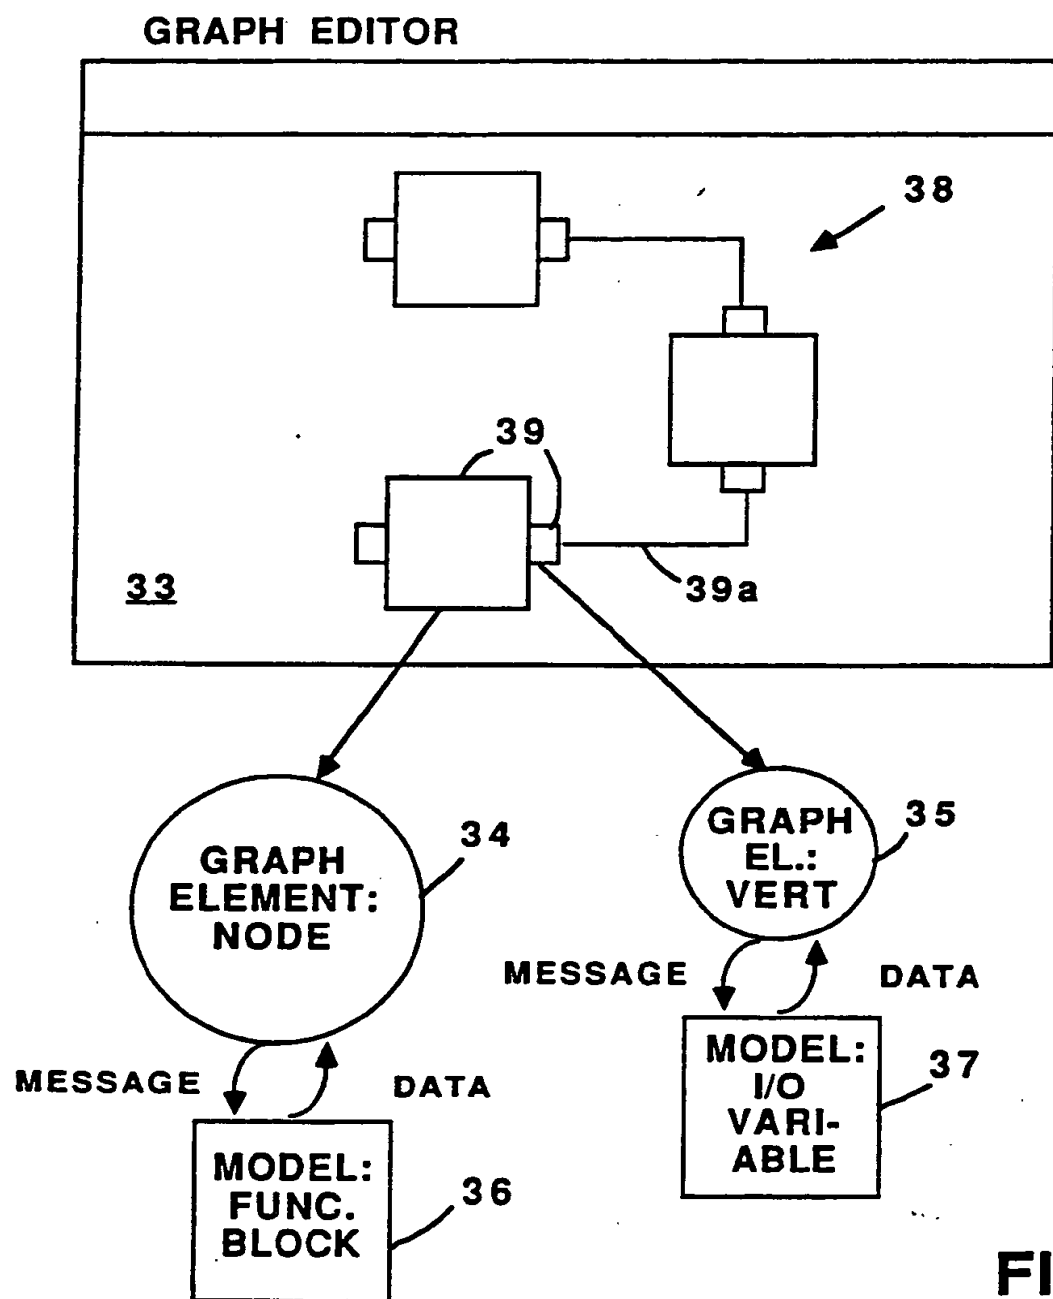 GRAPH EDITOR
38
39
39a
33
34
GRAPH
ELEMENT:
NODE
35
GRAPH
EL.:
VERT
MESSAGE
DATA
MESSAGE
DATA
MODEL:
I/O
VARI-
ABLE
37
MODEL:
FUNC.
BLOCK
36
FI